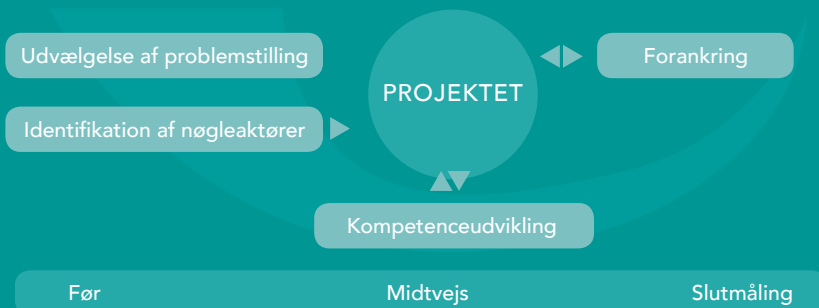 Udvælgelse af problemstilling
Identifikation af nøgleaktører
PROJEKTET
Forankring
Kompetenceudvikling
Før
Midtvejs
Slutmåling